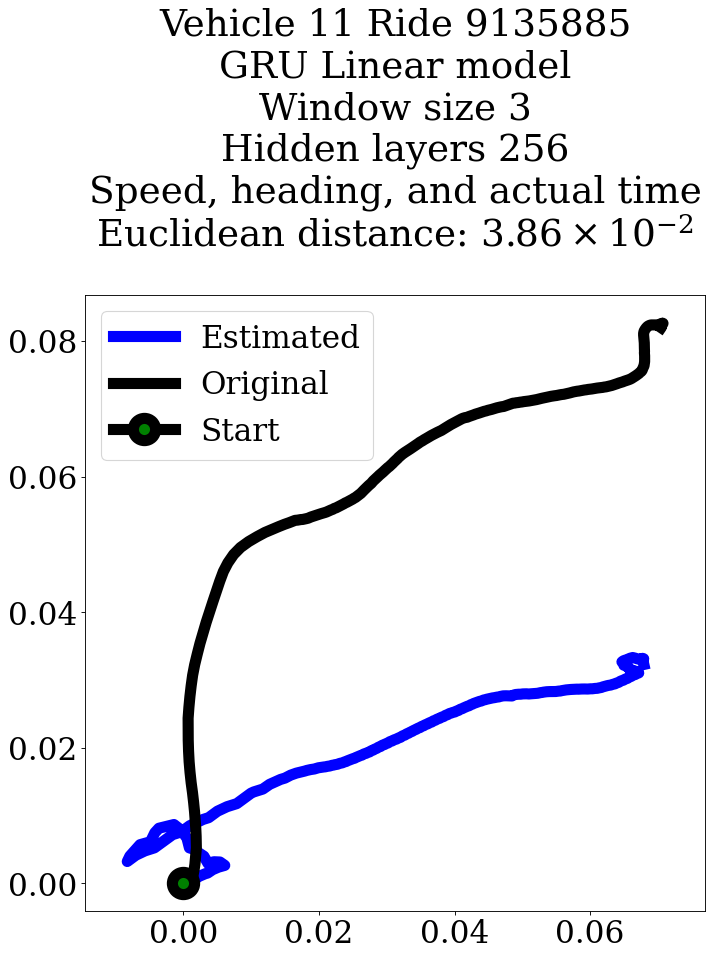 Vehicle 11 Ride 9135885
GRU Linear model
Window size 3
Hidden layers 256
Speed, heading, and actual time
Euclidean distance: 3.86 × 10⁻²
Estimated
Original
Start
0.08
0.06
0.04
0.02
0.00
0.00 0.02 0.04 0.06